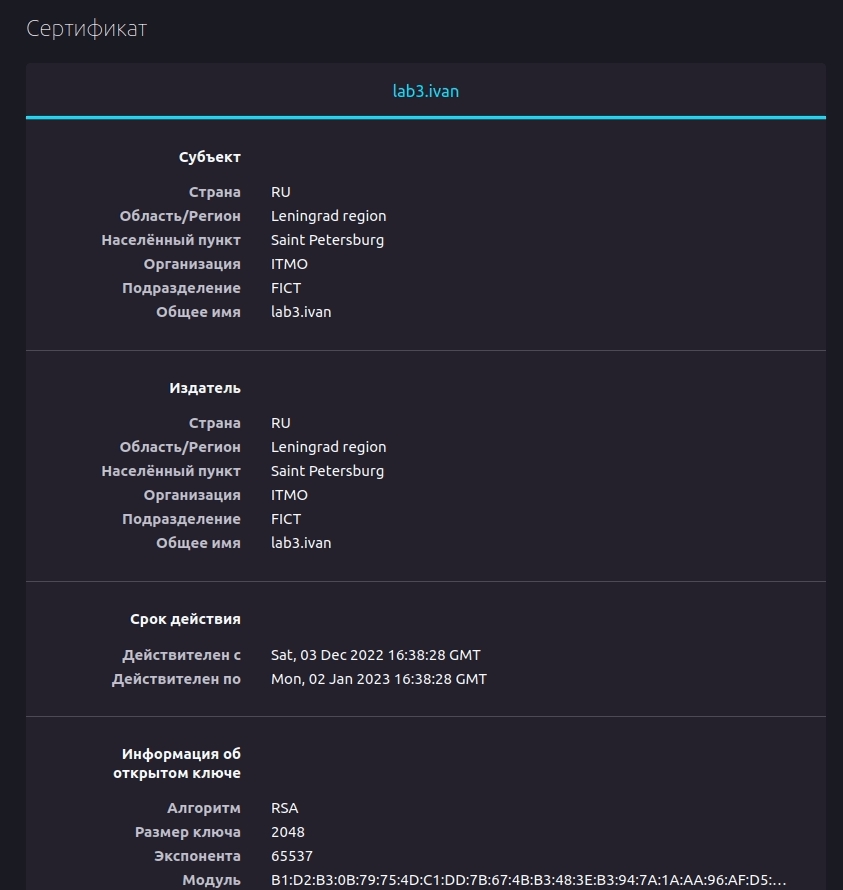 Сертификат
lab3.ivan
Субъект
Страна RU
Область/Регион Leningrad region
Населённый пункт Saint Petersburg
Организация ITMO
Подразделение FICT
Общее имя lab3.ivan
Издатель
Страна RU
Область/Регион Leningrad region
Населённый пункт Saint Petersburg
Организация ITMO
Подразделение FICT
Общее имя lab3.ivan
Срок действия
Действителен с Sat, 03 Dec 2022 16:38:28 GMT
Действителен по Mon, 02 Jan 2023 16:38:28 GMT
Информация об
открытом ключе
Алгоритм RSA
Размер ключа 2048
Экспонента 65537
Модуль B1:D2:B3:0B:79:75:4D:C1:DD:7B:67:4B:B3:48:3E:B3:94:7A:1A:AA:96:AF:D5:…